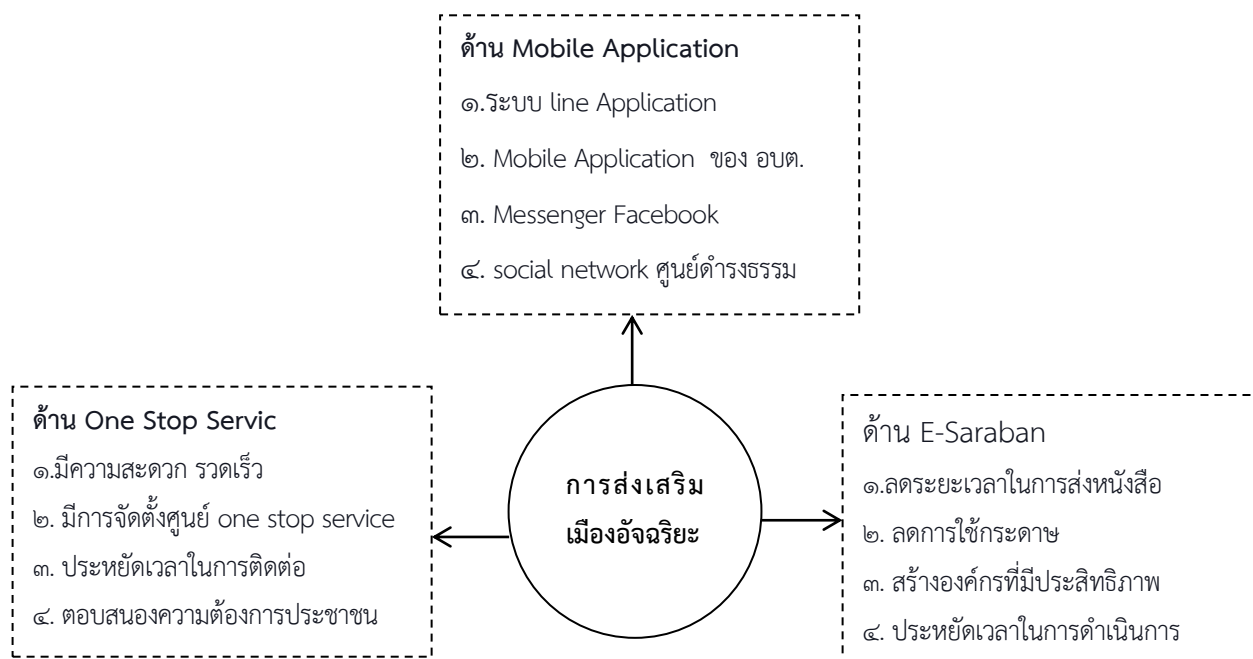 ด้าน Mobile Application
๑.ระบบ line Application
๒. Mobile Application ของ อบต.
๓. Messenger Facebook
๔. social network ศูนย์ดำรงธรรม
ด้าน One Stop Servic
๑.มีความสะดวก รวดเร็ว
๒. มีการจัดตั้งศูนย์ one stop service
๓. ประหยัดเวลาในการติดต่อ
๔. ตอบสนองความต้องการประชาชน
การส่งเสริม
เมืองอัจฉริยะ
ด้าน E-Saraban
๑.ลดระยะเวลาในการส่งหนังสือ
๒. ลดการใช้กระดาษ
๓. สร้างองค์กรที่มีประสิทธิภาพ
๔. ประหยัดเวลาในการดำเนินการ